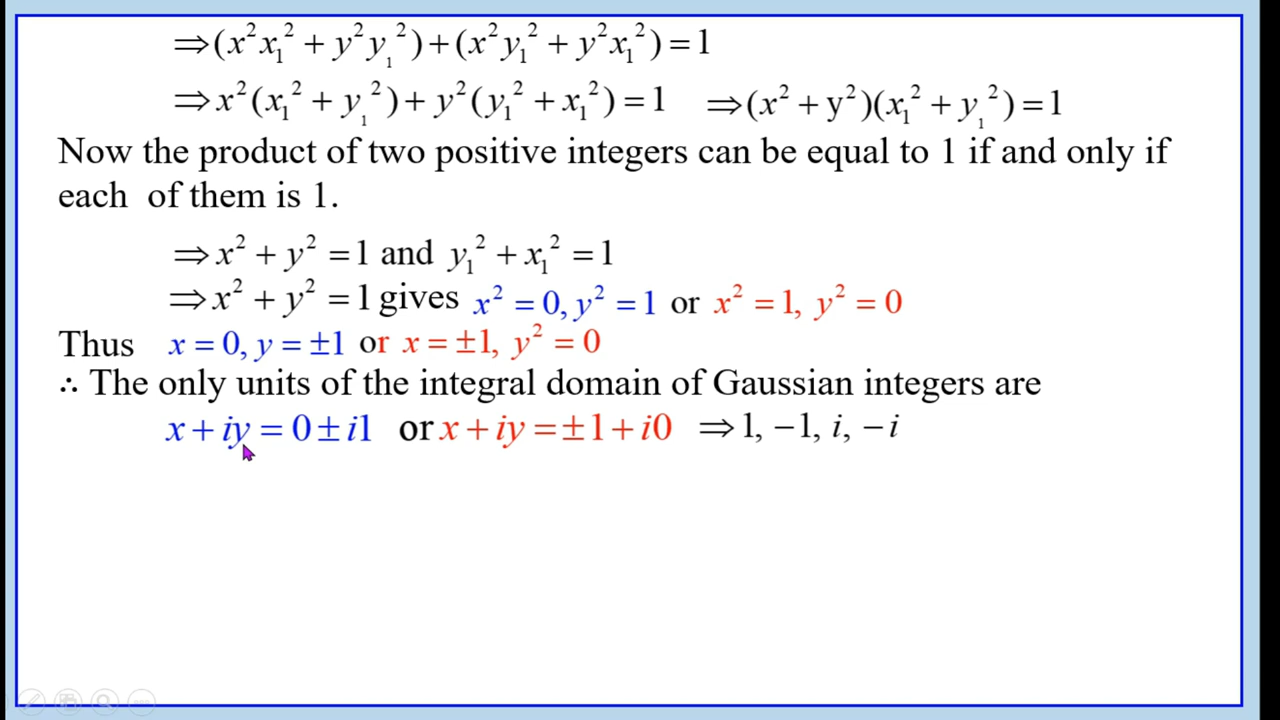 ⇒(x²x₁² + y²y₁²)+(x²y₁² + y²x₁²) = 1
⇒x²(x₁² + y₁²)+ y²(y₁² + x₁²) = 1 ⇒(x² + y²)(x₁² + y₁²) = 1
Now the product of two positive integers can be equal to 1 if and only if
each of them is 1.
⇒x² + y² = 1 and y₁² + x₁² = 1
⇒x² + y² = 1 gives x² = 0, y² = 1 or x² = 1, y² = 0
Thus x = 0, y = ±1 or x = ±1, y² = 0
∴ The only units of the integral domain of Gaussian integers are
x + iy = 0 ± i1 or x + iy = ±1 + i0 ⇒1, −1, i, −i